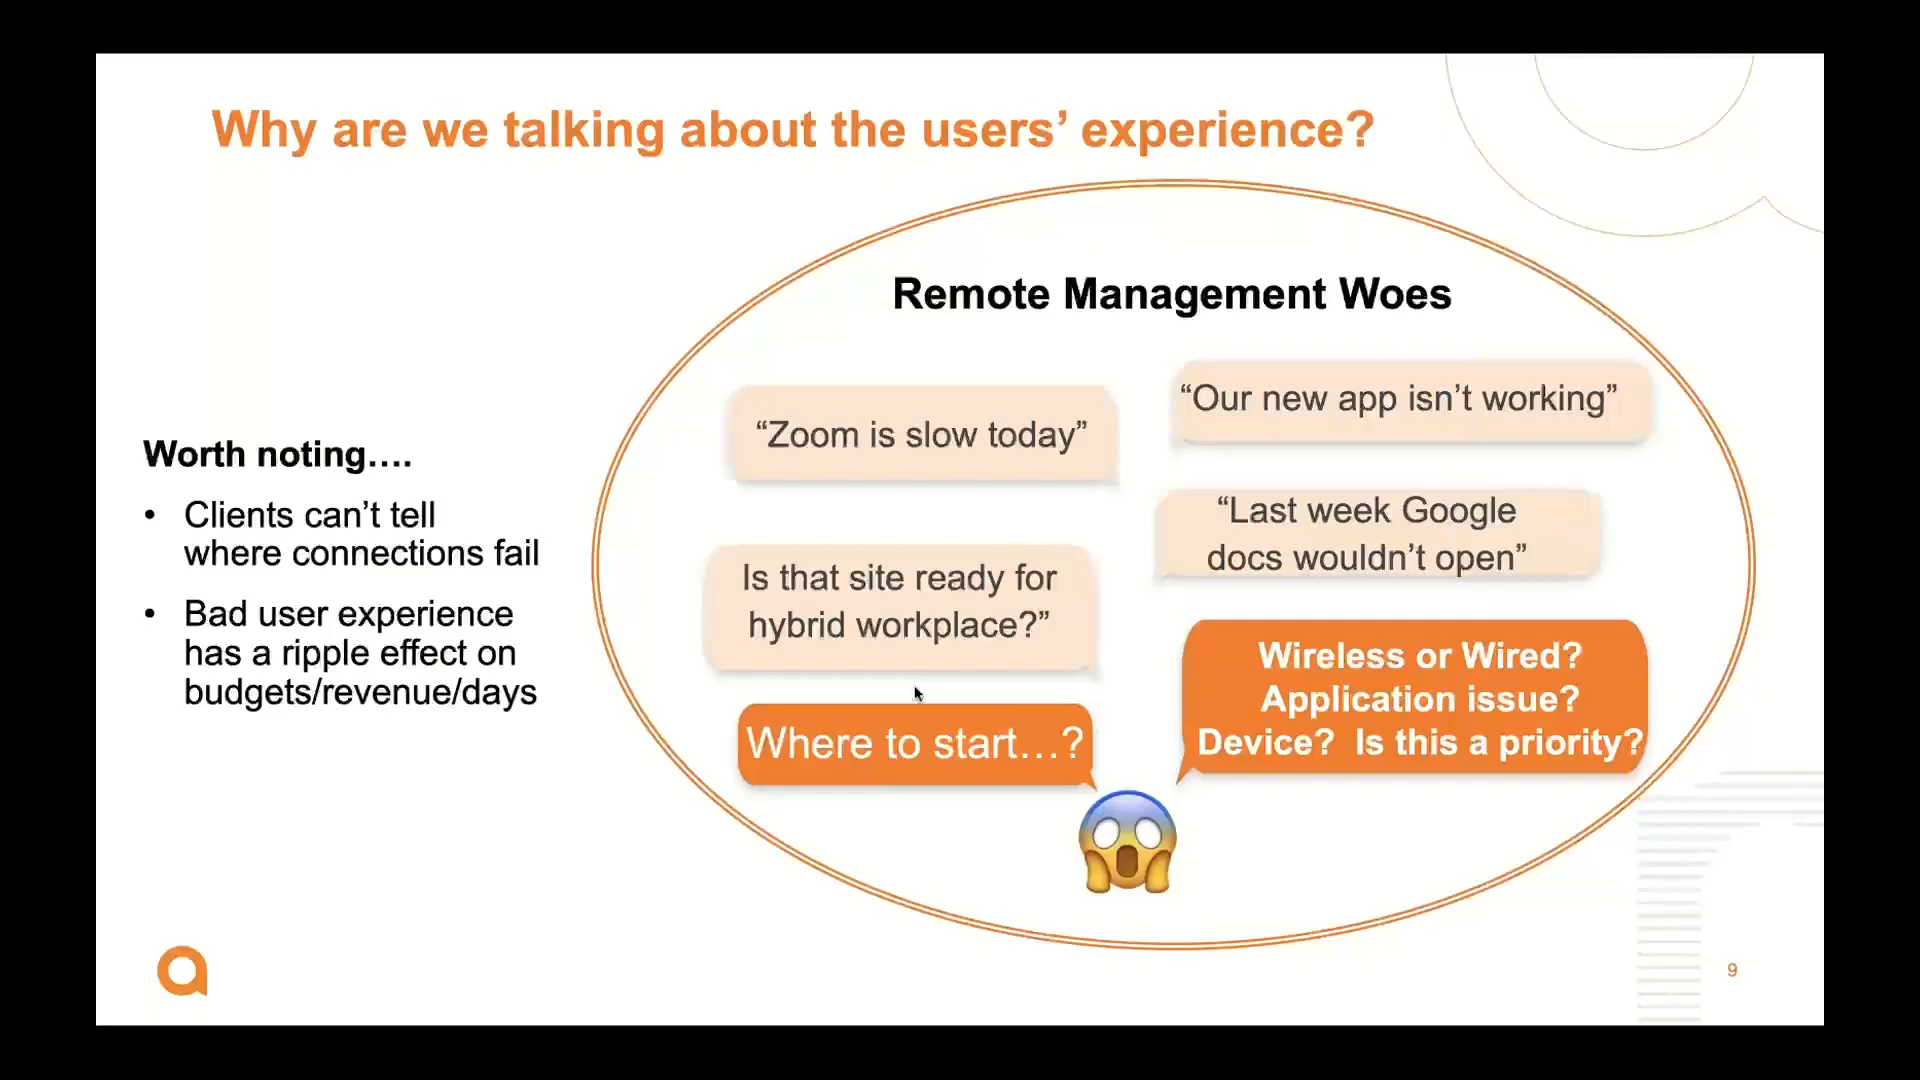 Why are we talking about the users’ experience?
Remote Management Woes
“Zoom is slow today”
“Our new app isn’t working”
“Last week Google
docs wouldn’t open”
Is that site ready for
hybrid workplace?”
Where to start…?
Wireless or Wired?
Application issue?
Device?  Is this a priority?
Worth noting….
• Clients can’t tell
where connections fail
• Bad user experience
has a ripple effect on
budgets/revenue/days
9